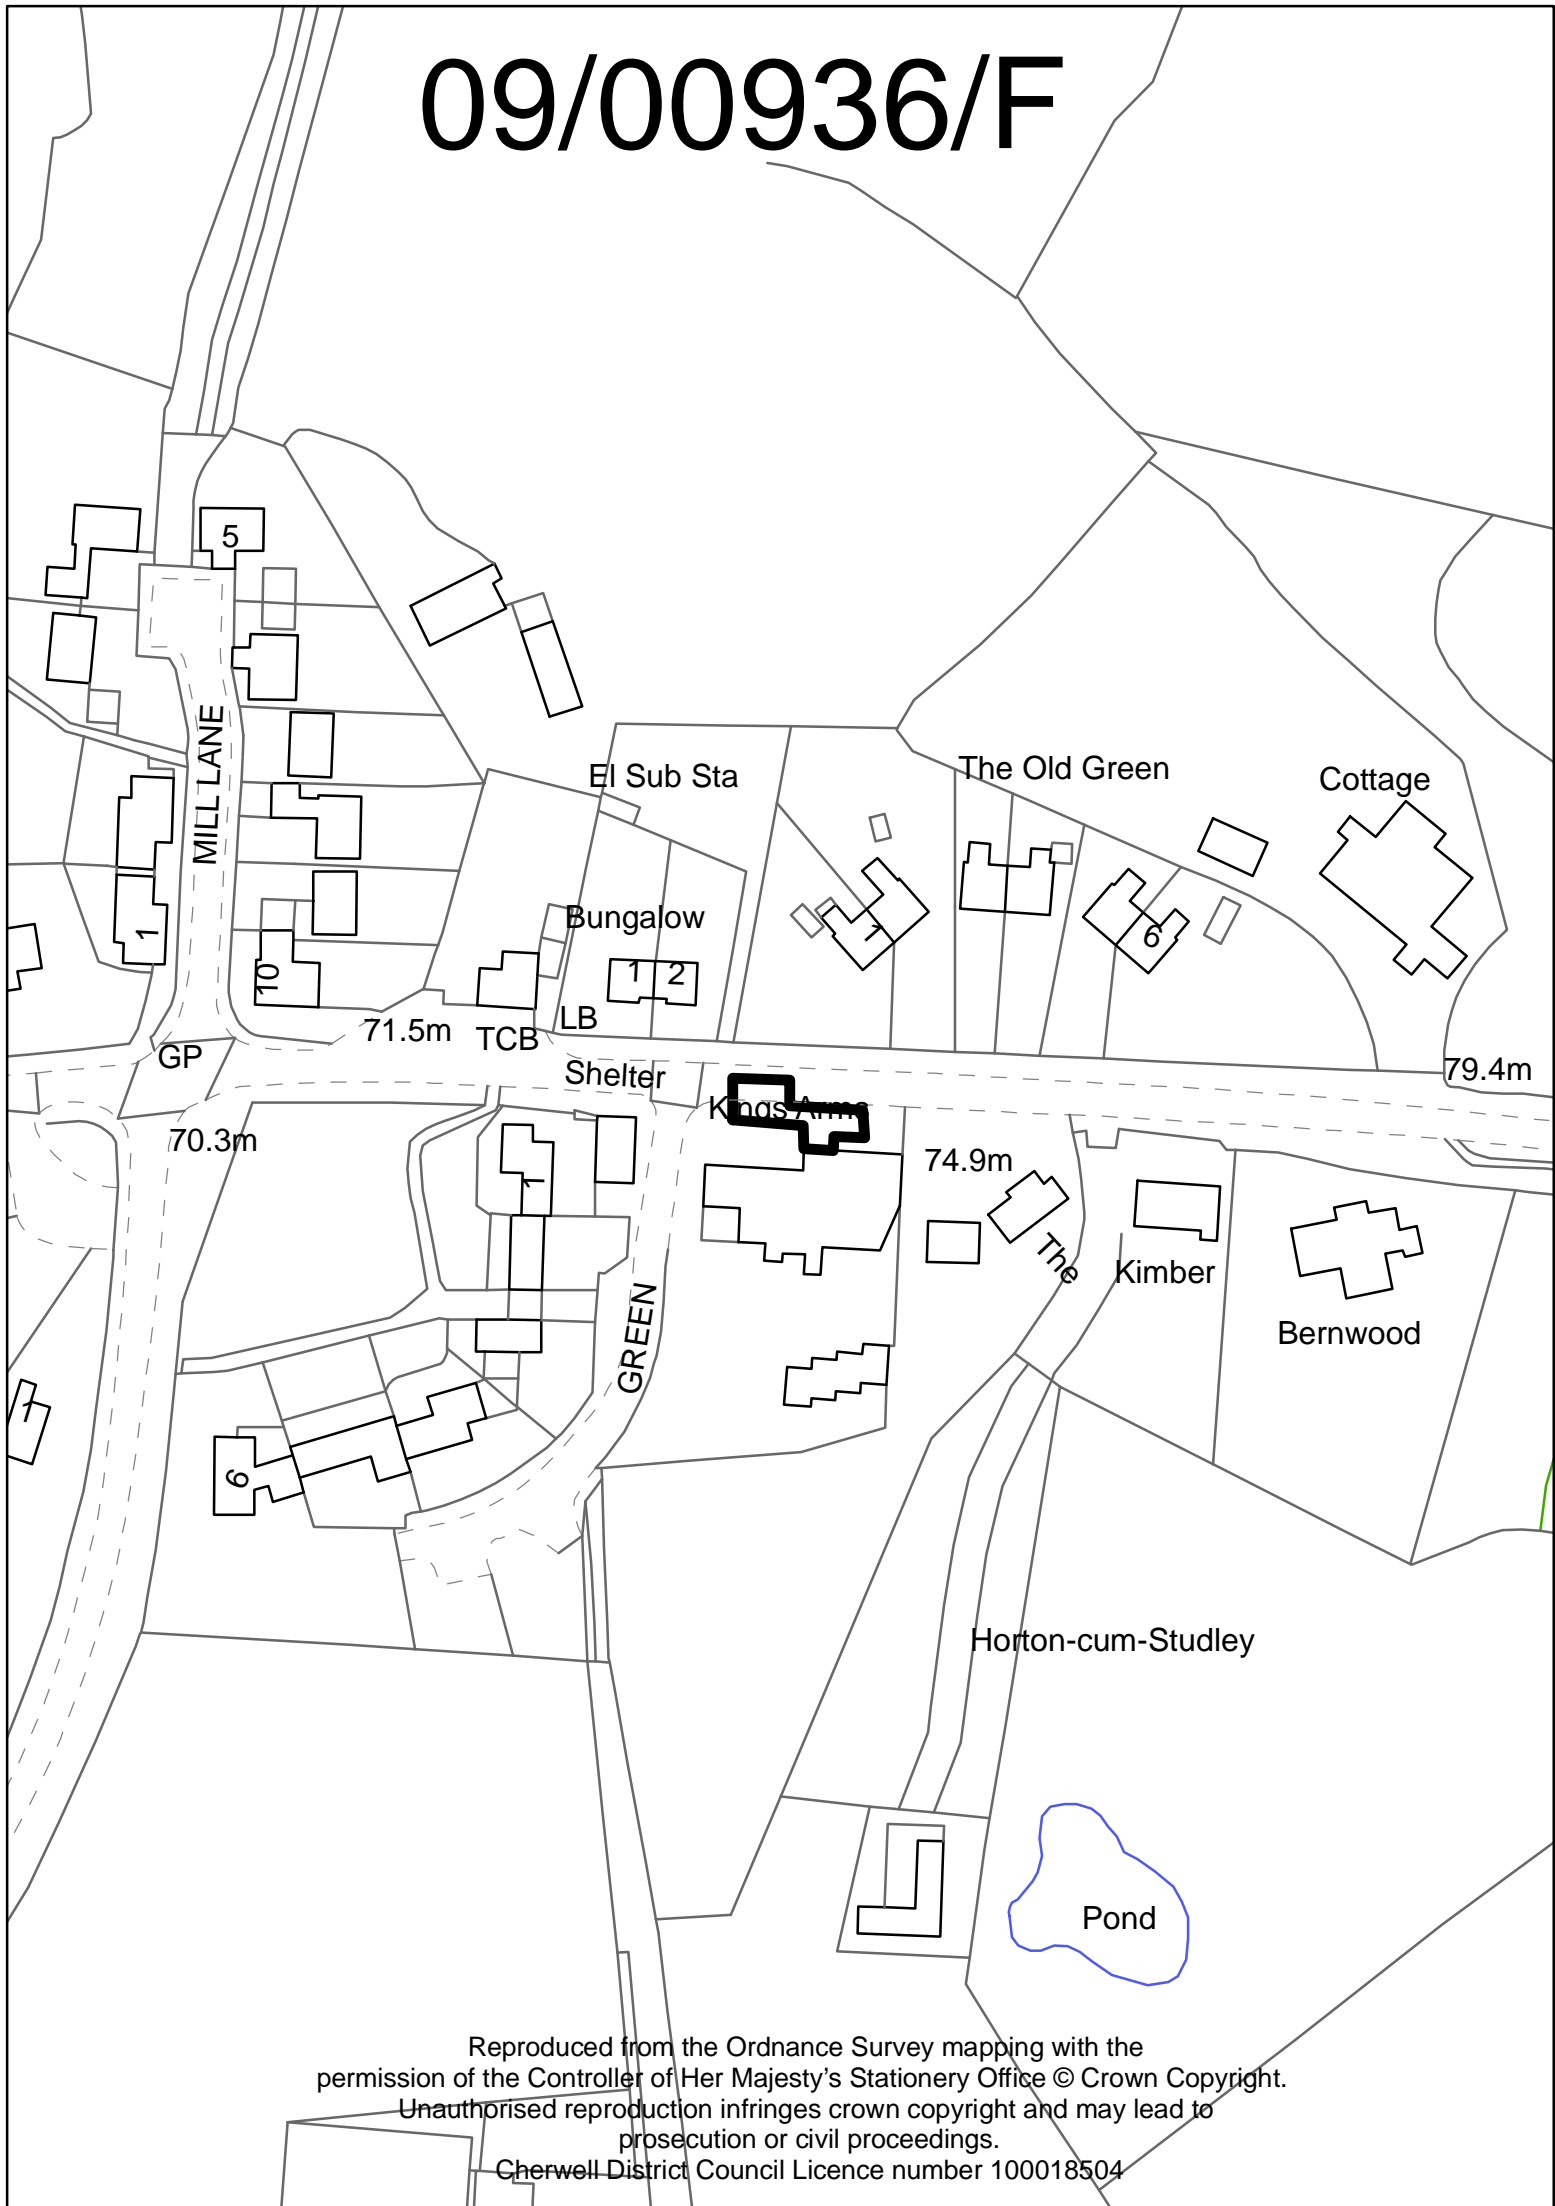 09/00936/F
5
MILL LANE
El Sub Sta
The Old Green
Cottage
Bungalow
1
1
6
10
1
2
71.5m
TCB
LB
GP
Shelter
79.4m
Kings Arms
70.3m
74.9m
1
The
Kimber
GREEN
Bernwood
1
6
Horton-cum-Studley
Pond
Reproduced from the Ordnance Survey mapping with the
permission of the Controller of Her Majesty's Stationery Office © Crown Copyright.
Unauthorised reproduction infringes crown copyright and may lead to
prosecution or civil proceedings.
Cherwell District Council Licence number 100018504